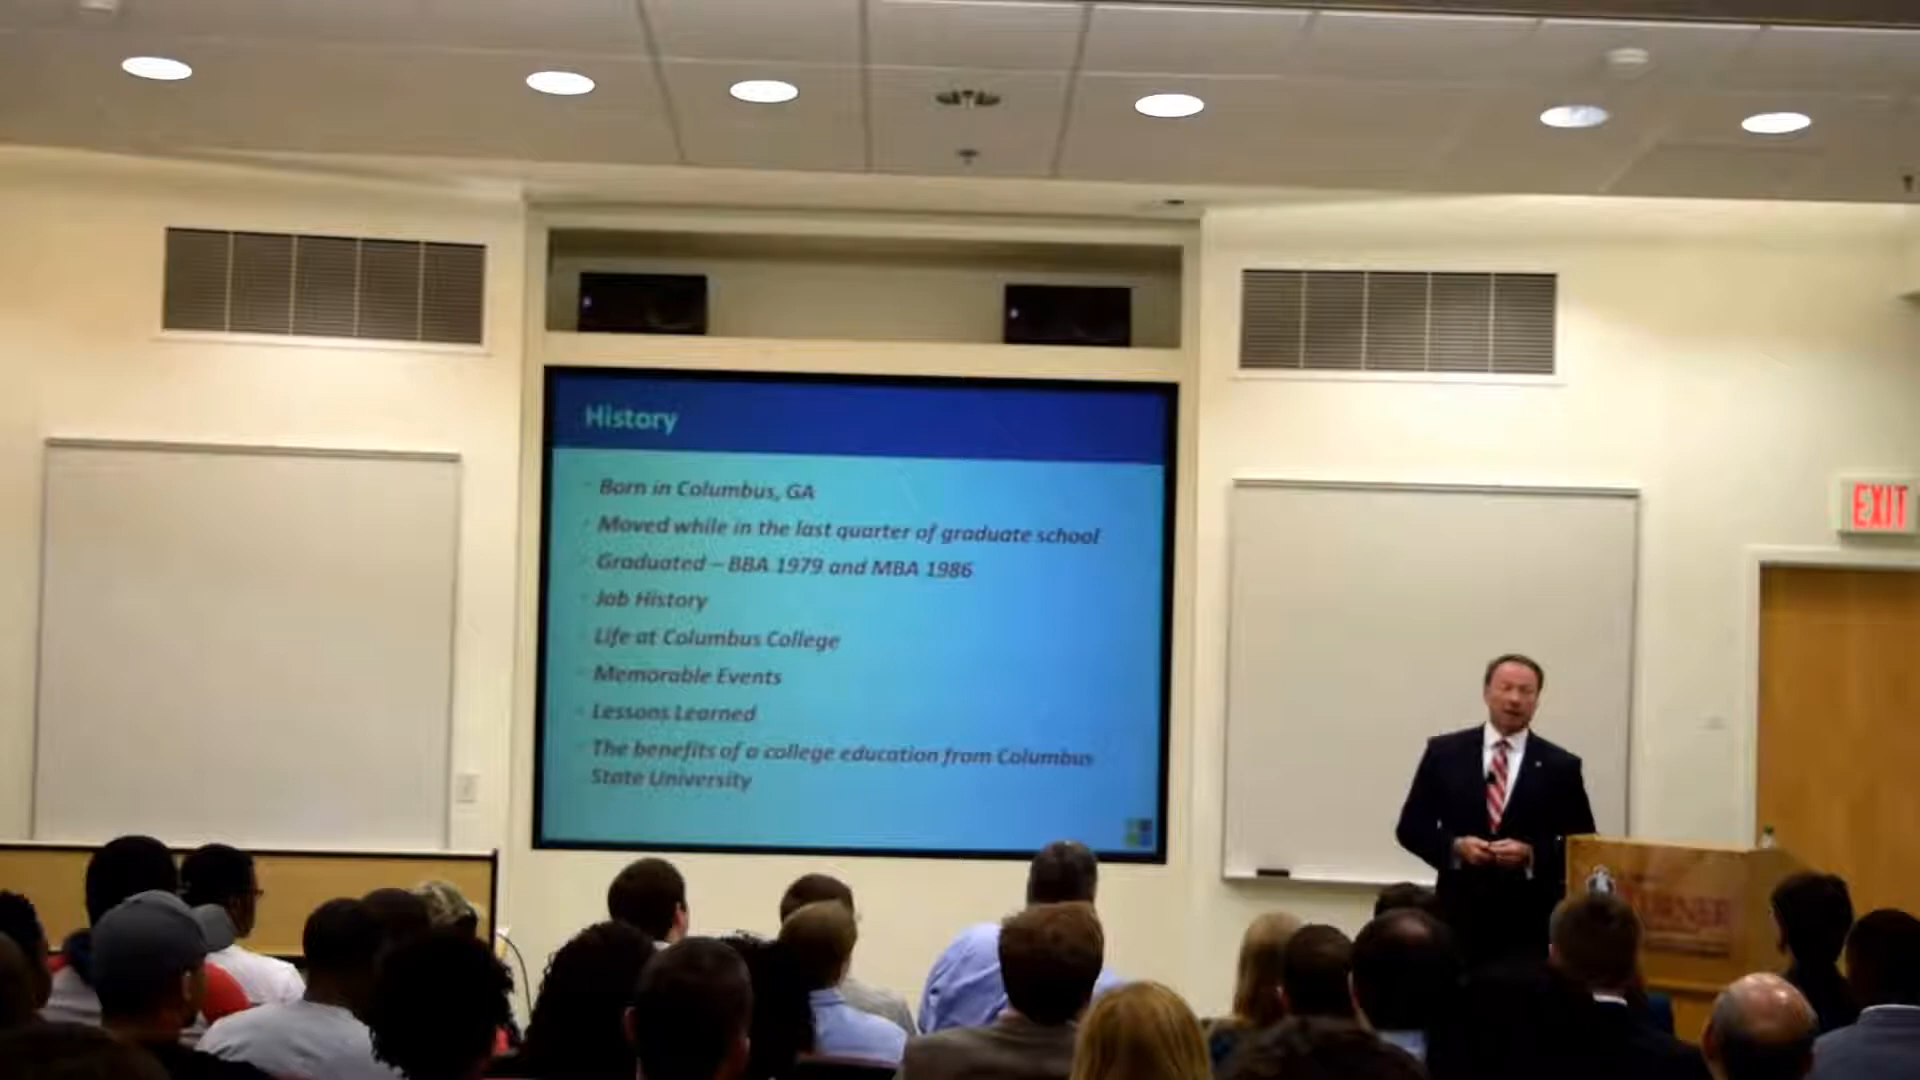 History
Born in Columbus, GA
Moved while in the last quarter of graduate school
Graduated – BBA 1979 and MBA 1986
Job History
Life at Columbus College
Memorable Events
Lessons Learned
The benefits of a college education from Columbus
State University
EXIT
TURNER